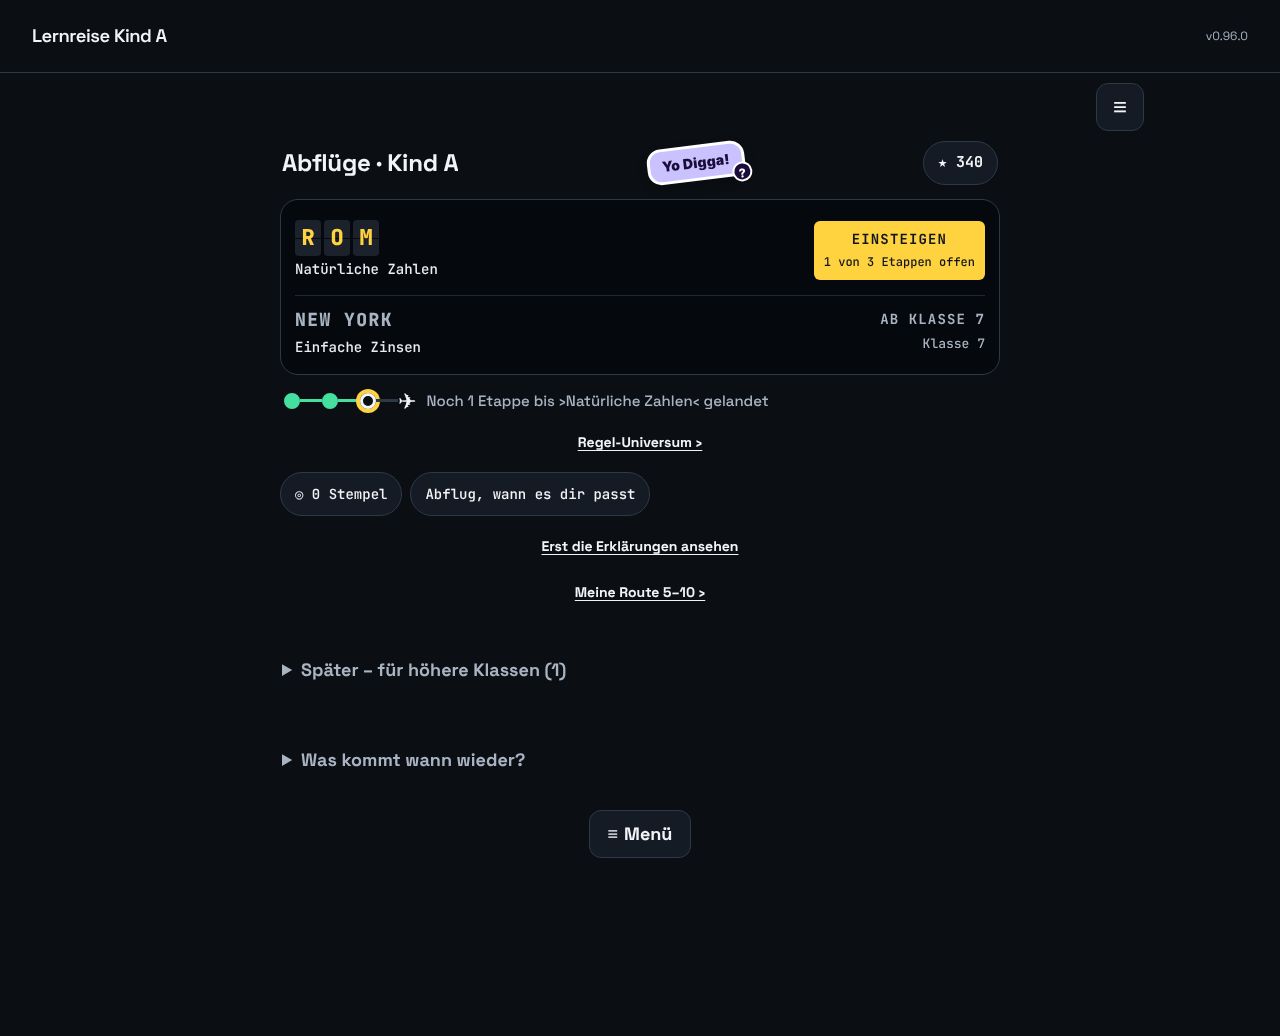 Lernreise Kind A
v0.96.0
≡
Abflüge · Kind A
Yo Digga!
?
★ 340
ROM
Natürliche Zahlen
EINSTEIGEN
1 von 3 Etappen offen
NEW YORK
Einfache Zinsen
AB KLASSE 7
Klasse 7
✈ Noch 1 Etappe bis ›Natürliche Zahlen‹ gelandet
Regel-Universum ›
◎ 0 Stempel
Abflug, wann es dir passt
Erst die Erklärungen ansehen
Meine Route 5–10 ›
▶ Später – für höhere Klassen (1)
▶ Was kommt wann wieder?
≡ Menü